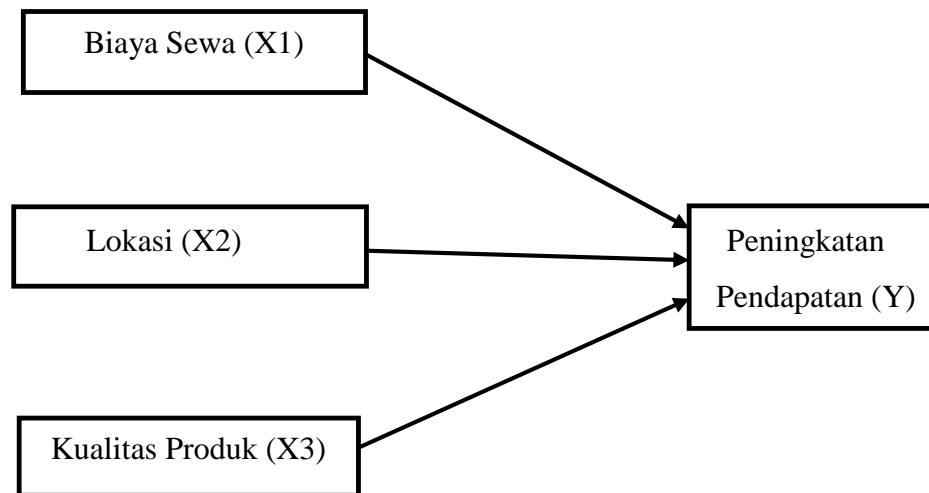 Biaya Sewa (X1)
Lokasi (X2)
Peningkatan
Pendapatan (Y)
Kualitas Produk (X3)